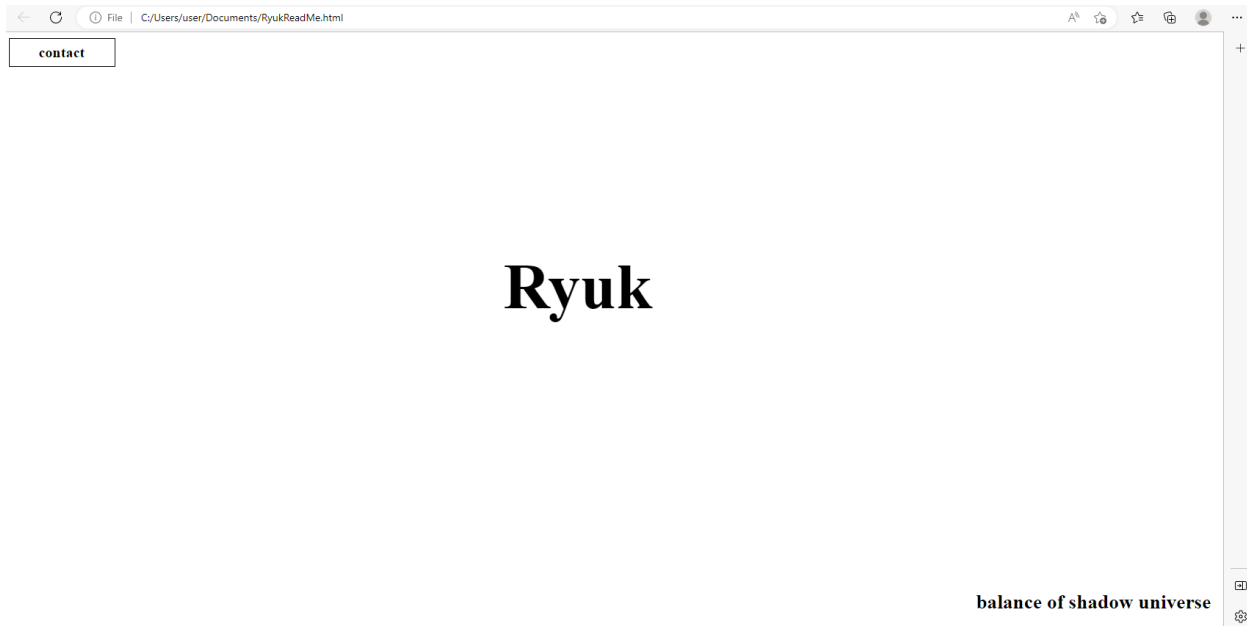 File | C:/Users/user/Documents/RyukReadMe.html
contact
Ryuk
balance of shadow universe